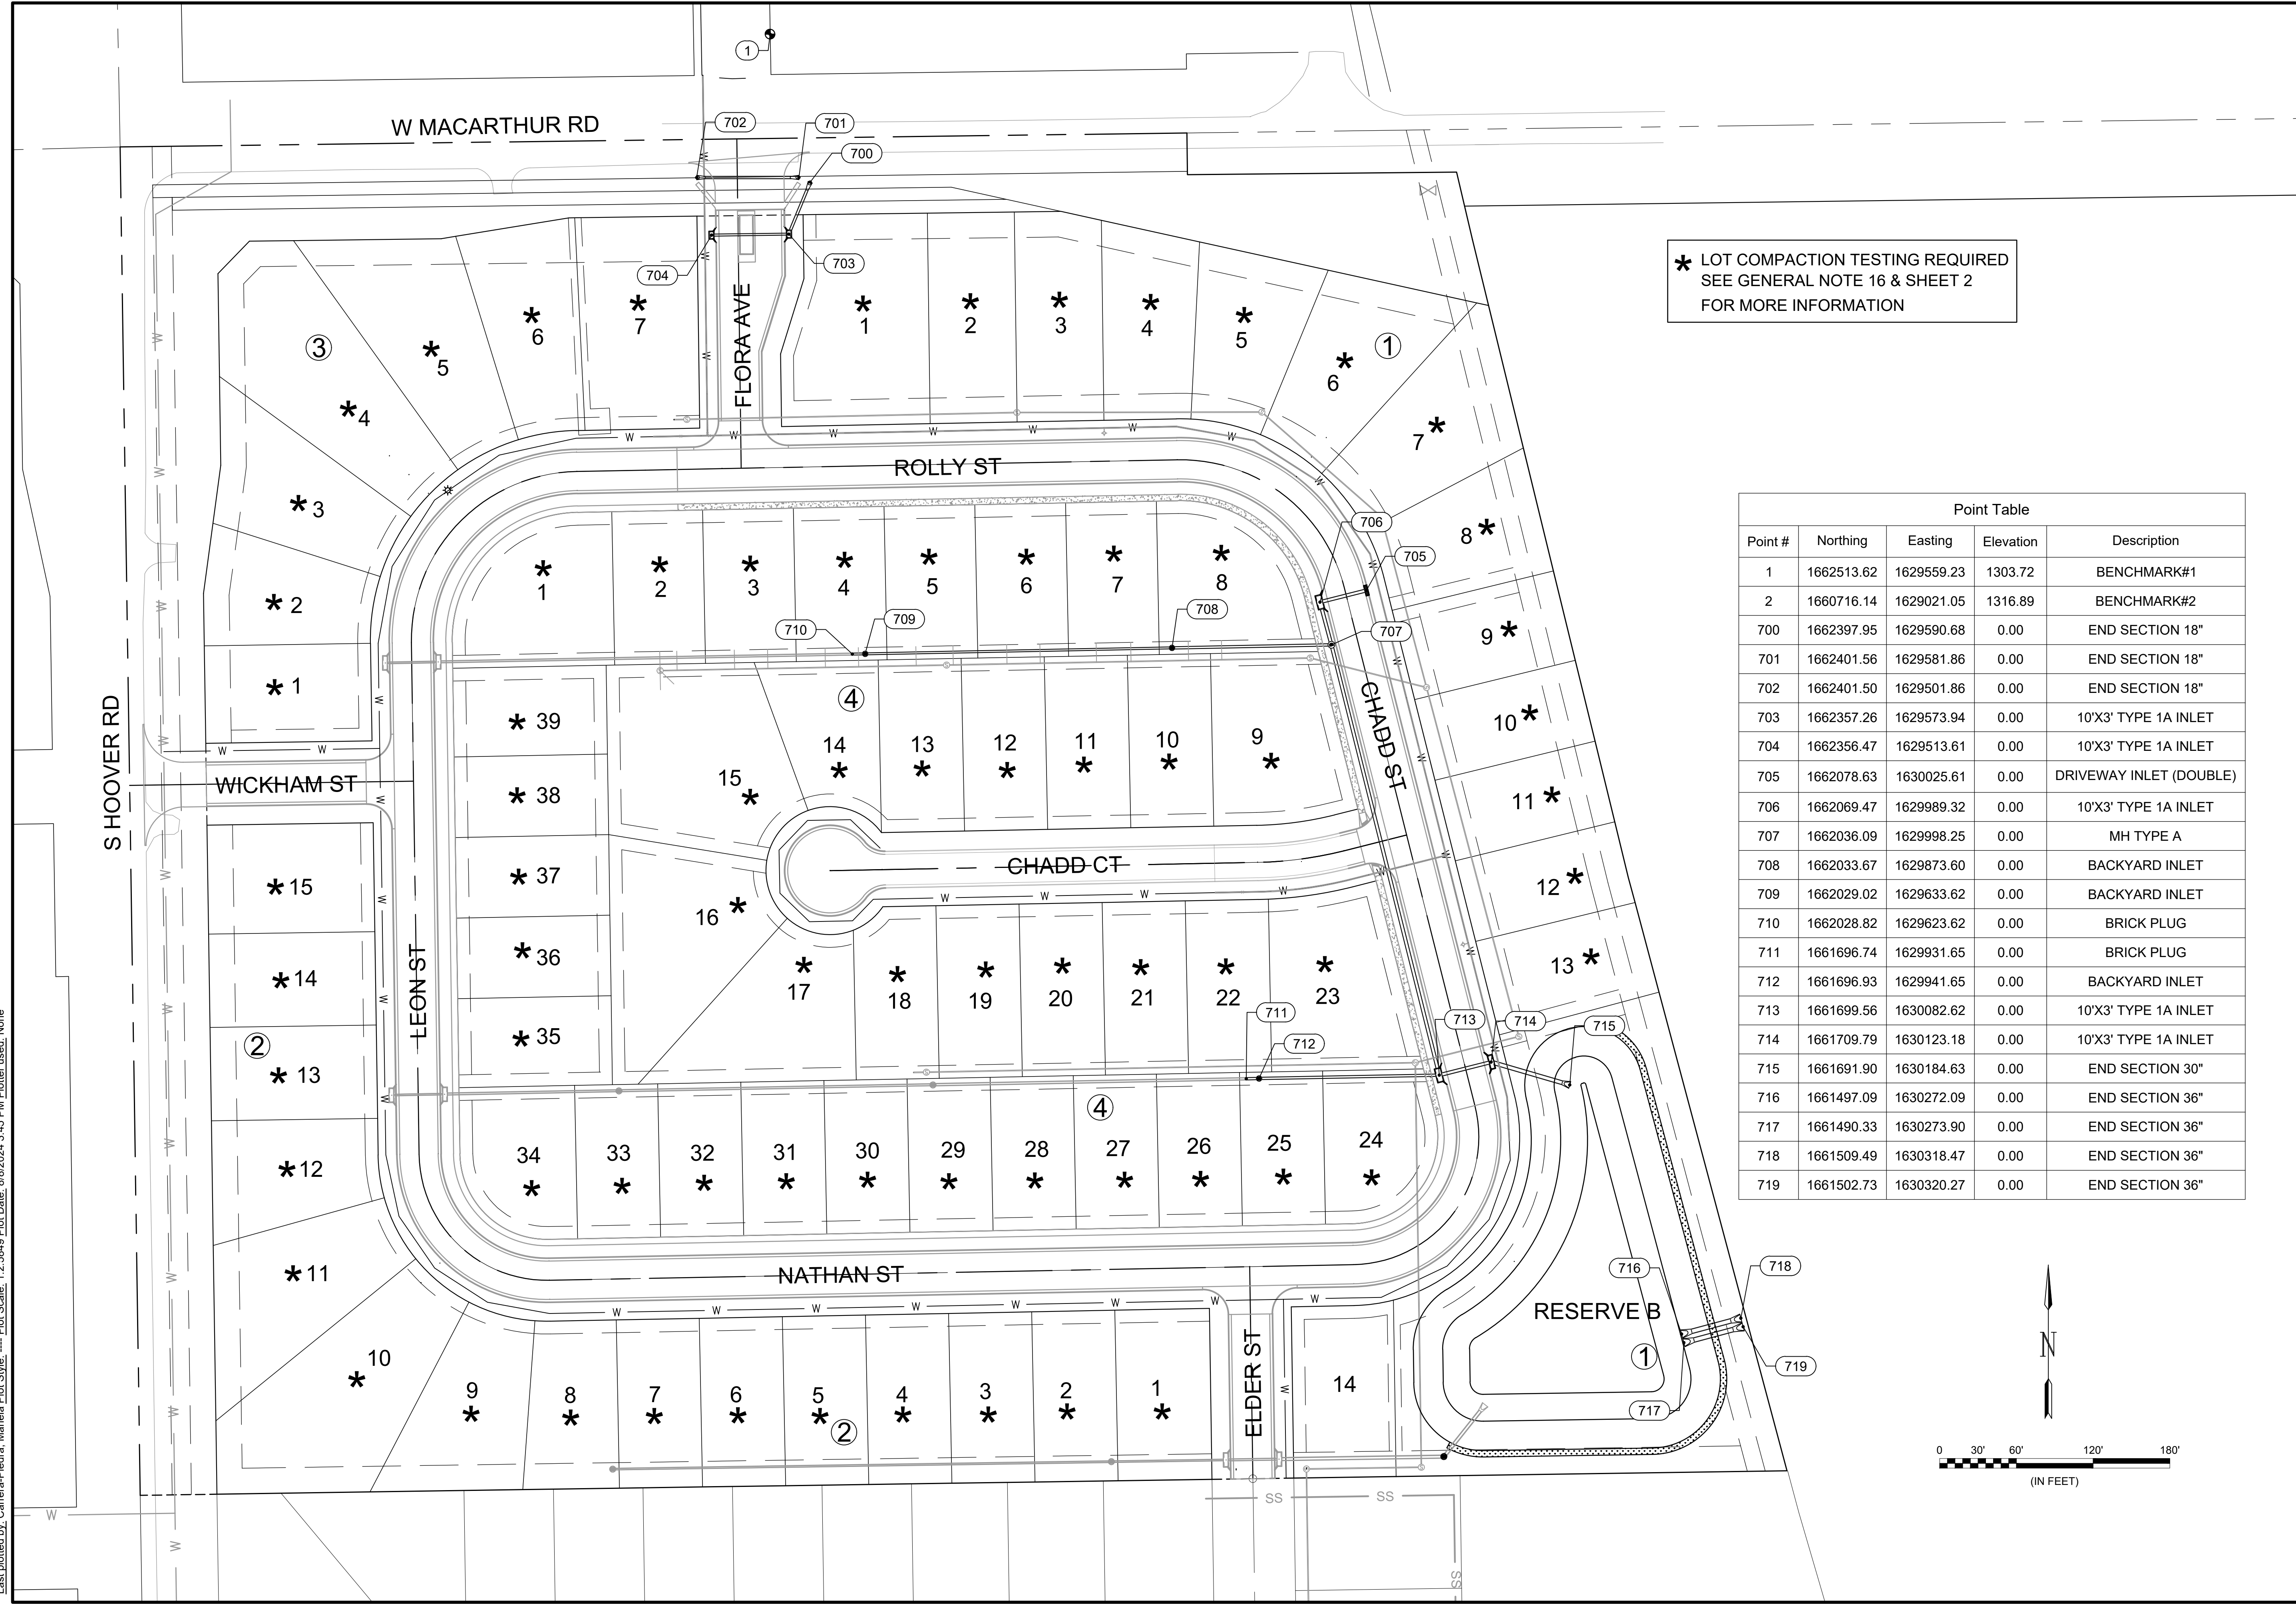 1
W MACARTHUR RD
702
701
700
704
703
FLORA AVE
* LOT COMPACTION TESTING REQUIRED
SEE GENERAL NOTE 16 & SHEET 2
FOR MORE INFORMATION
3
4
5
6
7
1
2
3
4
5
6
1
7
8
9
10
11
12
13
3
2
1
ROLLY ST
706
705
1
2
3
4
5
6
7
8
710
709
708
707
4
CHADD ST
S HOOVER RD
WICKHAM ST
39
38
37
36
35
15
14
13
12
11
10
9
CHADD CT
16
17
18
19
20
21
22
23
LEON ST
15
14
2
13
12
11
10
711
712
713
714
715
4
34
33
32
31
30
29
28
27
26
25
24
NATHAN ST
9
8
7
6
5
2
4
3
2
1
ELDER ST
14
RESERVE B
1
716
717
718
719
W
SS
SS
SS
Point Table
Point # Northing Easting Elevation Description
1 1662513.62 1629559.23 1303.72 BENCHMARK#1
2 1660716.14 1629021.05 1316.89 BENCHMARK#2
700 1662397.95 1629590.68 0.00 END SECTION 18"
701 1662401.56 1629581.86 0.00 END SECTION 18"
702 1662401.50 1629501.86 0.00 END SECTION 18"
703 1662357.26 1629573.94 0.00 10'X3' TYPE 1A INLET
704 1662356.47 1629513.61 0.00 10'X3' TYPE 1A INLET
705 1662078.63 1630025.61 0.00 DRIVEWAY INLET (DOUBLE)
706 1662069.47 1629989.32 0.00 10'X3' TYPE 1A INLET
707 1662036.09 1629998.25 0.00 MH TYPE A
708 1662033.67 1629873.60 0.00 BACKYARD INLET
709 1662029.02 1629633.62 0.00 BACKYARD INLET
710 1662028.82 1629623.62 0.00 BRICK PLUG
711 1661696.74 1629931.65 0.00 BRICK PLUG
712 1661696.93 1629941.65 0.00 BACKYARD INLET
713 1661699.56 1630082.62 0.00 10'X3' TYPE 1A INLET
714 1661709.79 1630123.18 0.00 10'X3' TYPE 1A INLET
715 1661691.90 1630184.63 0.00 END SECTION 30"
716 1661497.09 1630272.09 0.00 END SECTION 36"
717 1661490.33 1630273.90 0.00 END SECTION 36"
718 1661509.49 1630318.47 0.00 END SECTION 36"
719 1661502.73 1630320.27 0.00 END SECTION 36"
N
0 30' 60' 120' 180'
(IN FEET)